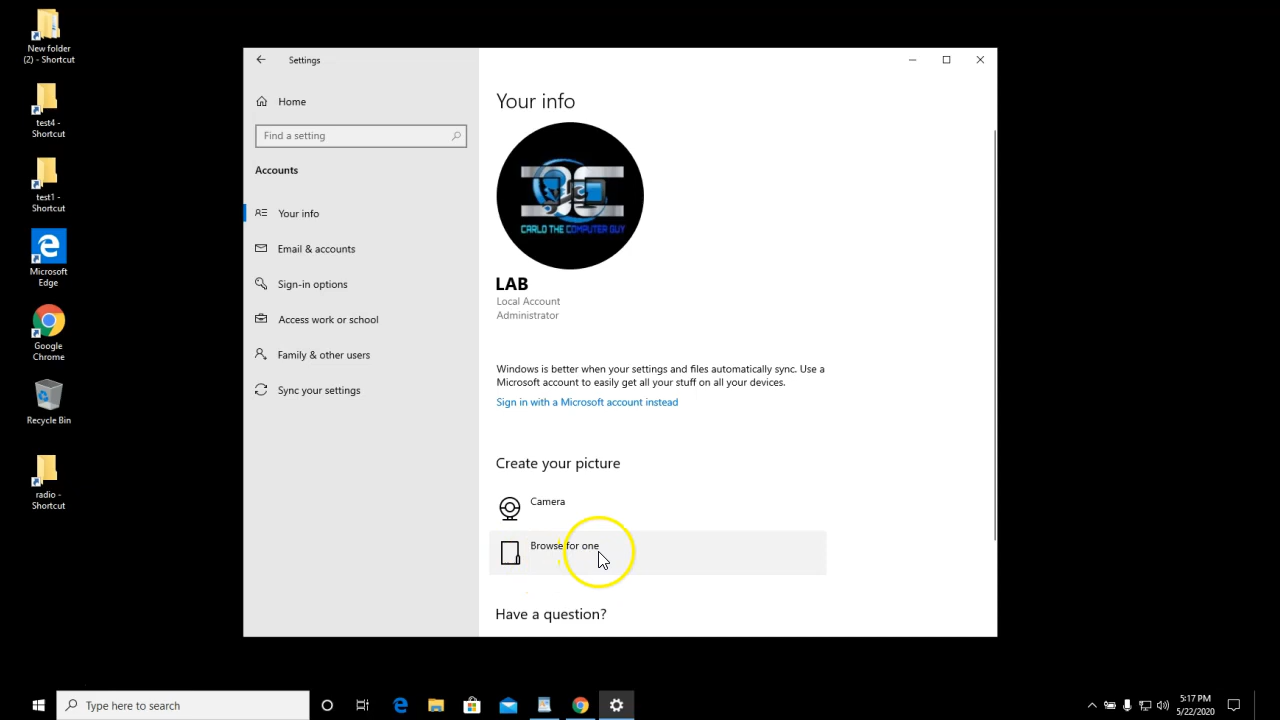 New folder
(2) - Shortcut
test4 -
Shortcut
test1 -
Shortcut
Microsoft
Edge
Google
Chrome
Recycle Bin
radio -
Shortcut
Settings
Home
Find a setting
Accounts
Your info
Email & accounts
Sign-in options
Access work or school
Family & other users
Sync your settings
Your info
CARLO THE COMPUTER GUY
LAB
Local Account
Administrator
Windows is better when your settings and files automatically sync. Use a
Microsoft account to easily get all your stuff on all your devices.
Sign in with a Microsoft account instead
Create your picture
Camera
Browse for one
Have a question?
Type here to search
5:17 PM
5/22/2020